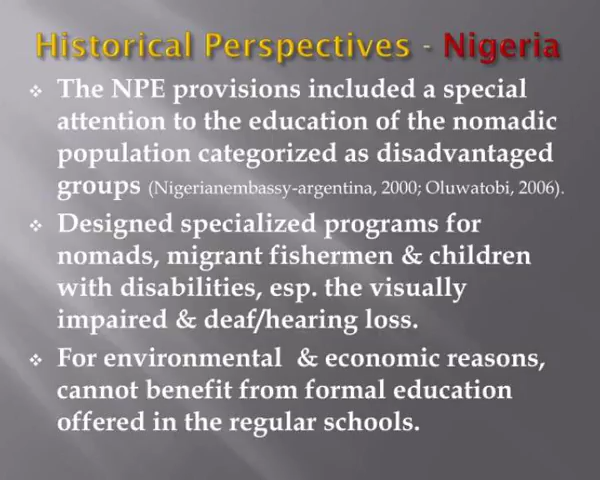 Historical Perspectives - Nigeria
❖ The NPE provisions included a special
attention to the education of the nomadic
population categorized as disadvantaged
groups (Nigerianembassy-argentina, 2000; Oluwatobi, 2006).
❖ Designed specialized programs for
nomads, migrant fishermen & children
with disabilities, esp. the visually
impaired & deaf/hearing loss.
❖ For environmental & economic reasons,
cannot benefit from formal education
offered in the regular schools.